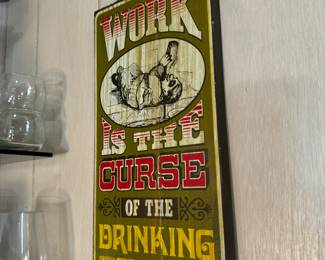 WORK
IS THE
CURSE
OF THE
DRINKING